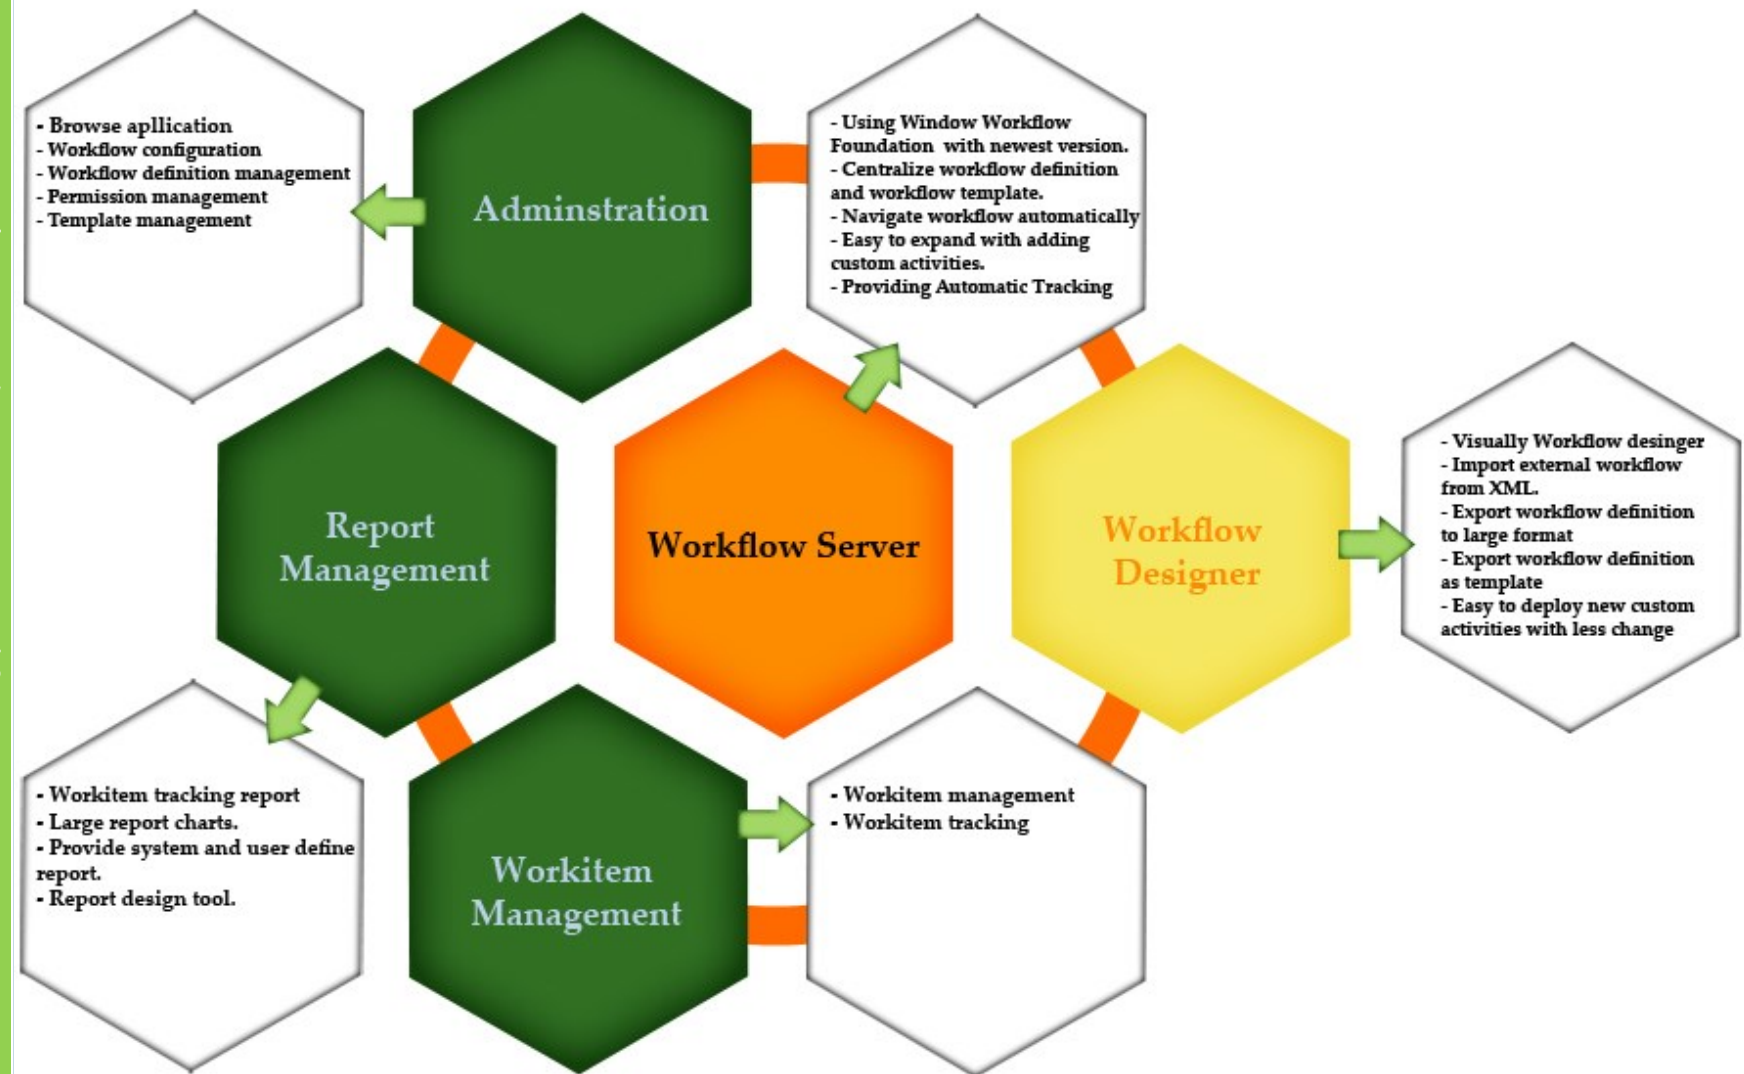 - Browse apllication
- Workflow configuration
- Workflow definition management
- Permission management
- Template management
Adminstration
- Using Window Workflow
Foundation with newest version.
- Centralize workflow definition
and workflow template.
- Navigate workflow automatically
- Easy to expand with adding
custom activities.
- Providing Automatic Tracking
Report
Management
Workflow Server
Workflow
Designer
- Visually Workflow desinger
- Import external workflow
from XML.
- Export workflow definition
to large format
- Export workflow definition
as template
- Easy to deploy new custom
activities with less change
- Workitem tracking report
- Large report charts.
- Provide system and user define
report.
- Report design tool.
Workitem
Management
- Workitem management
- Workitem tracking